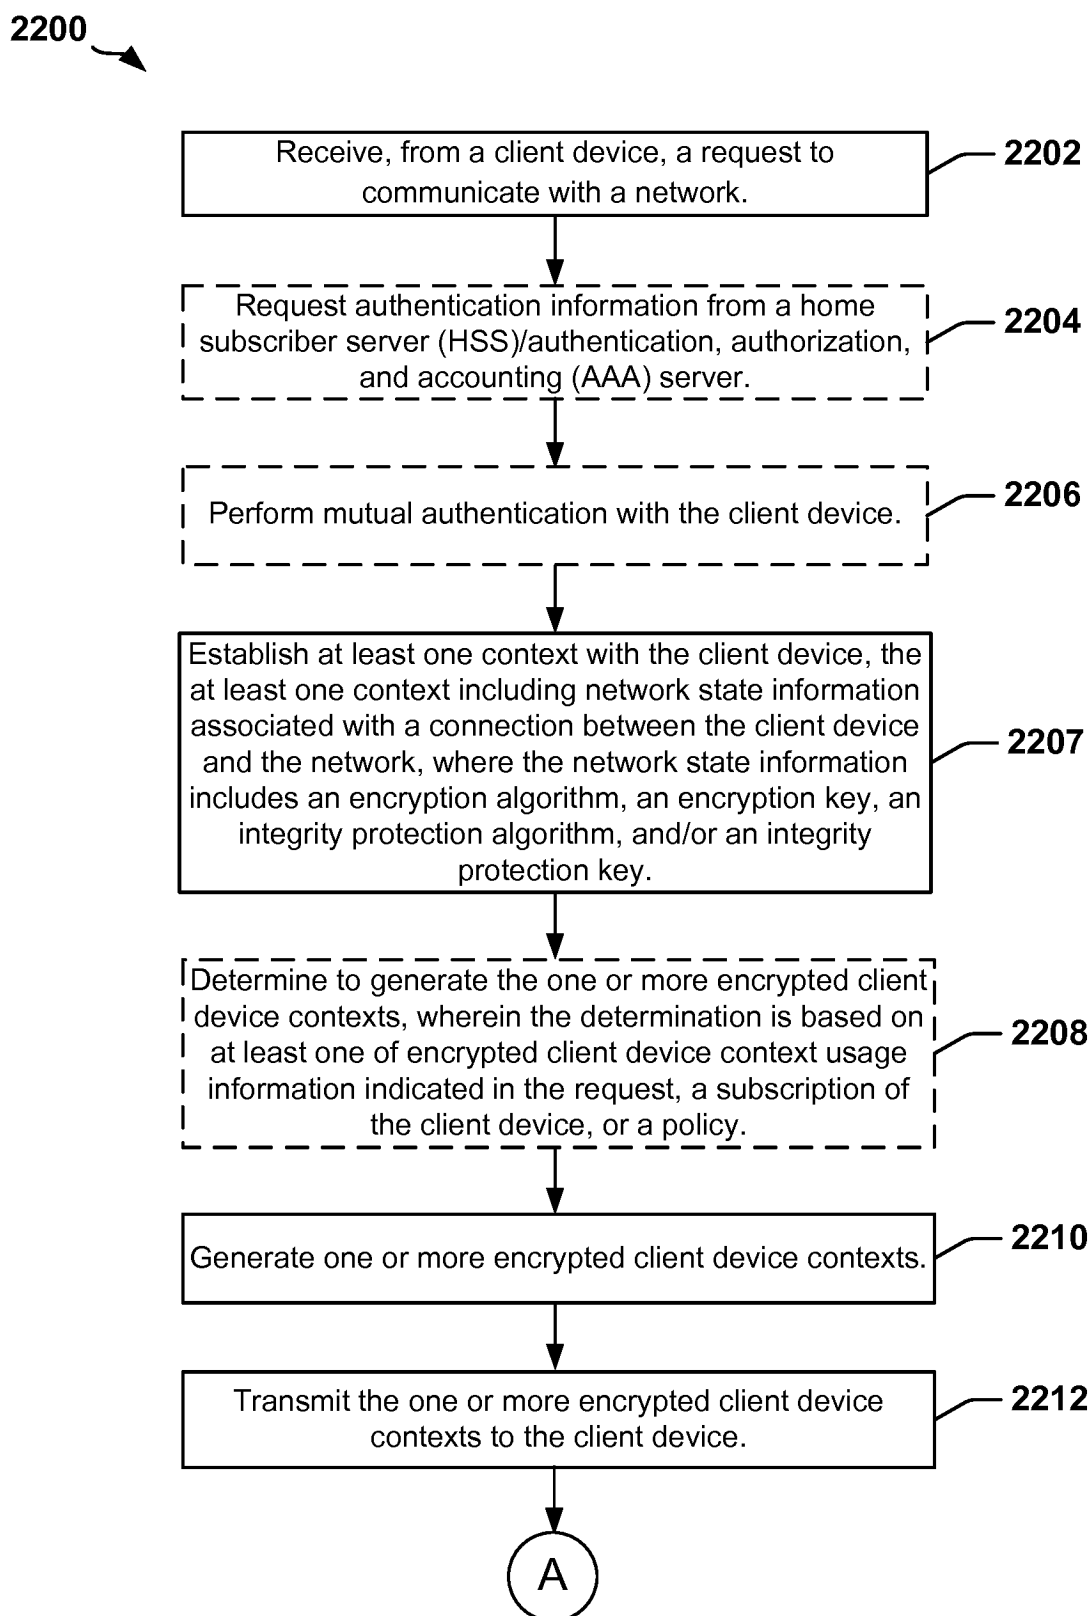 2200
Receive, from a client device, a request to
communicate with a network.
2202
Request authentication information from a home
subscriber server (HSS)/authentication, authorization,
and accounting (AAA) server.
2204
Perform mutual authentication with the client device.
2206
Establish at least one context with the client device, the
at least one context including network state information
associated with a connection between the client device
and the network, where the network state information
includes an encryption algorithm, an encryption key, an
integrity protection algorithm, and/or an integrity
protection key.
2207
Determine to generate the one or more encrypted client
device contexts, wherein the determination is based on
at least one of encrypted client device context usage
information indicated in the request, a subscription of
the client device, or a policy.
2208
Generate one or more encrypted client device contexts.
2210
Transmit the one or more encrypted client device
contexts to the client device.
2212
A